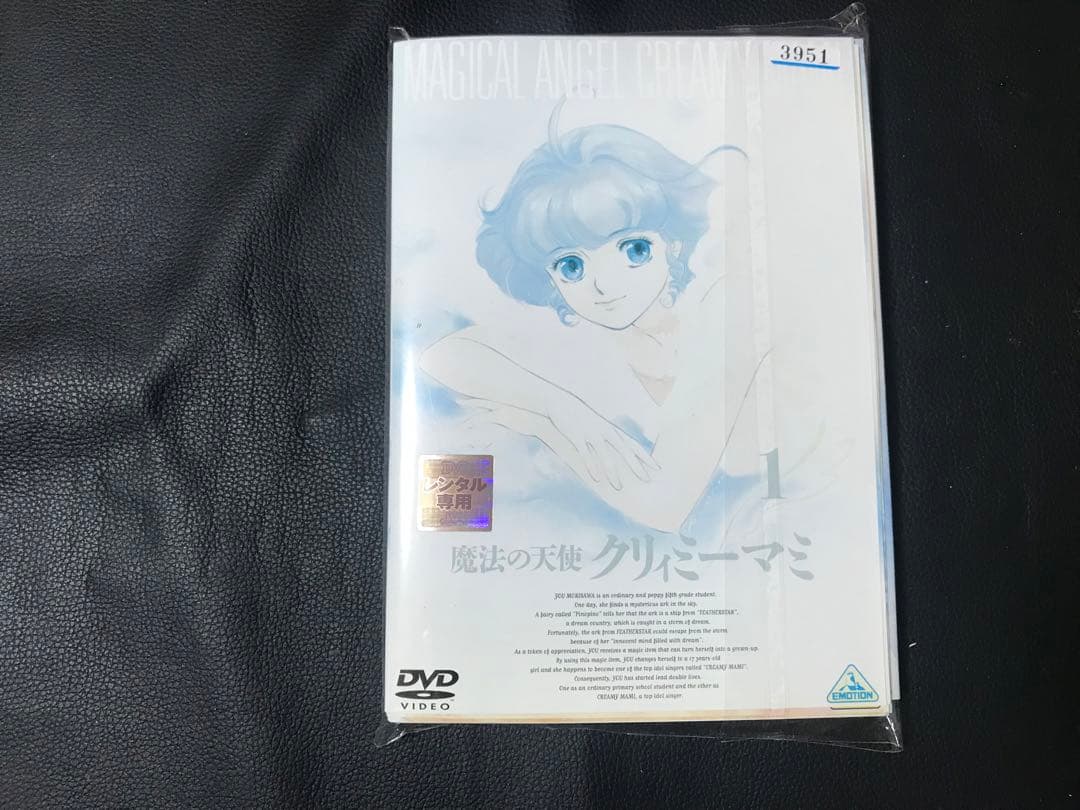 MAGICAL ANGEL CREAMY
3951
レンタル
専用
1
魔法の天使 クリィミーマミ
YOU MORISAWA is an ordinary and peppy fifth grade student.
One day, she finds a mysterious ark in the sky.
A fairy called "Pinopino" tells her that the ark is a ship from "FEATHERSTAR",
a dream country, which is caught in a storm of dream.
Fortunately, the ark from FEATHERSTAR could escape from the storm
because of her "innocent mind filled with dream".
As a token of appreciation, YOU receives a magic item that can turn herself into a grown-up.
By using this magic item, YOU changes herself to a 17 years old
girl and she happens to become one of the top idol singers called "CREAMY MAMI".
Consequently, YOU has started lead double lives.
One as an ordinary primary school student and the other as
CREAMY MAMI, a top idol singer.
DVD
VIDEO
EMOTION